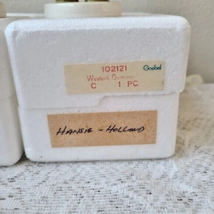 102121 Goebel
C 1 PC
HANSIE - HOLLAND